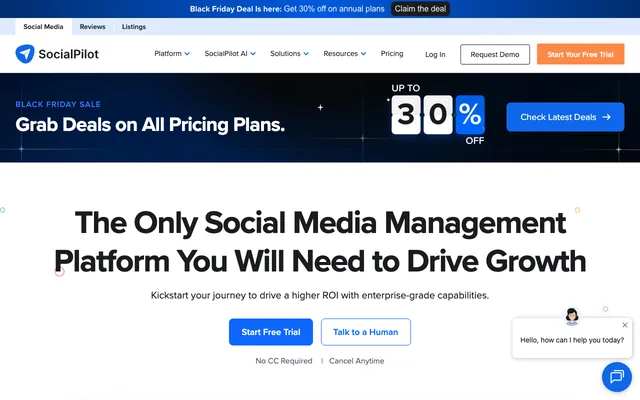 Black Friday Deal Is here: Get 30% off on annual plans Claim the deal
Social Media Reviews Listings
SocialPilot Platform SocialPilot AI Solutions Resources Pricing Log In Request Demo Start Your Free Trial
BLACK FRIDAY SALE
Grab Deals on All Pricing Plans.
UP TO
30%
OFF
Check Latest Deals →
The Only Social Media Management
Platform You Will Need to Drive Growth
Kickstart your journey to drive a higher ROI with enterprise-grade capabilities.
Start Free Trial Talk to a Human
No CC Required | Cancel Anytime
Hello, how can I help you today?